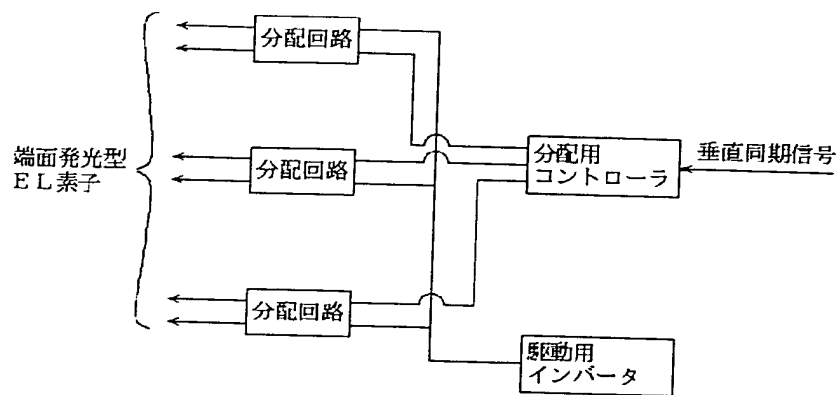 分配回路
端面発光型
EL素子
分配回路
分配用
コントローラ
垂直同期信号
分配回路
駆動用
インバータ